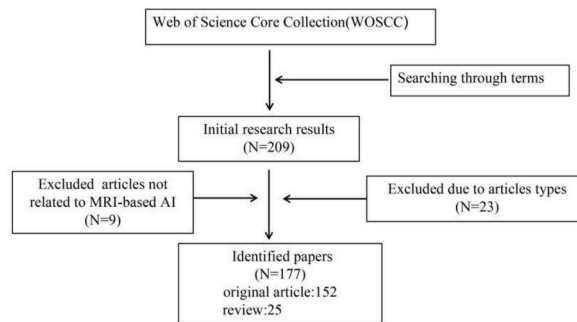 Web of Science Core Collection(WOSCC)
Searching through terms
Initial research results
(N=209)
Excluded articles not
related to MRI-based AI
(N=9)
Excluded due to articles types
(N=23)
Identified papers
(N=177)
original article:152
review:25